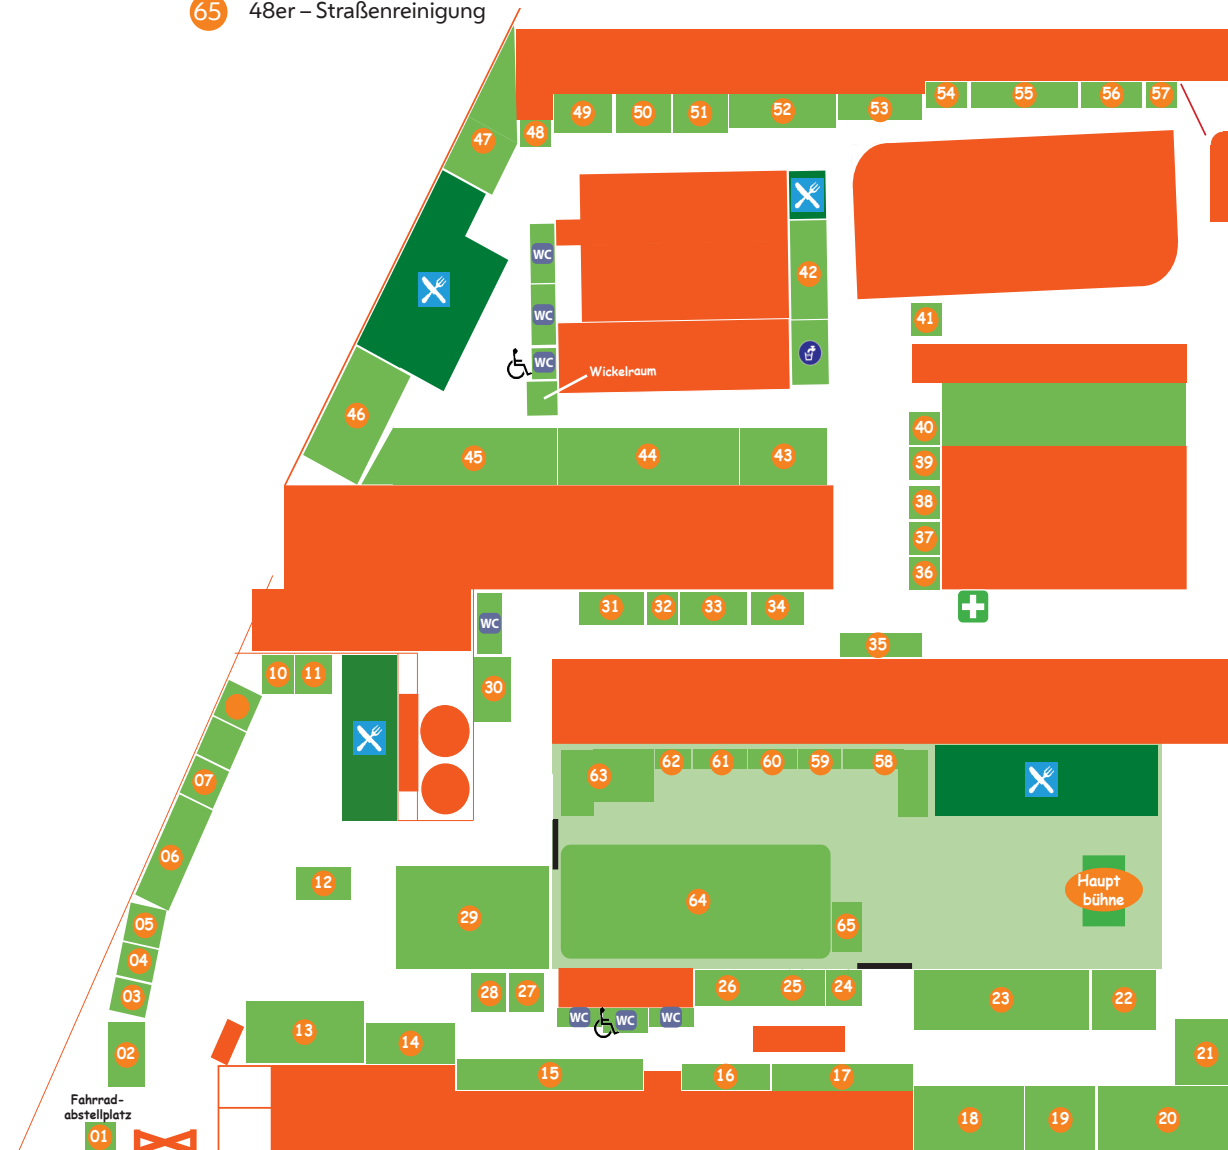 65 48er – Straßenreinigung
54 55 56 57
49 50 51 52 53
47 48
WC 42
WC 41
WC Wickelraum
46 40
45 44 43 39
38
37
36
31 32 33 34
WC
35
10 11 30
07 63 62 61 60 59 58
06
12 29 64 Haupt
bühne
05 65
04
03 28 27 26 25 24 23 22
WC WC WC
13 14
02 15 16 17 21
Fahrrad-
abstellplatz
01 18 19 20